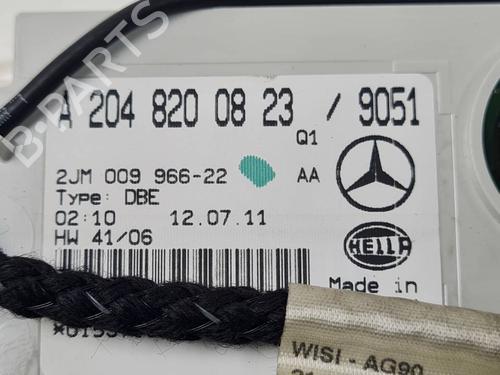 A 204 820 08 23 / 9051
Q1
2JM 009 966-22 AA
Type: DBE
02:10 12.07.11
HW 41/06
HELLA
Made in
WISI - AG90
B-PARTS